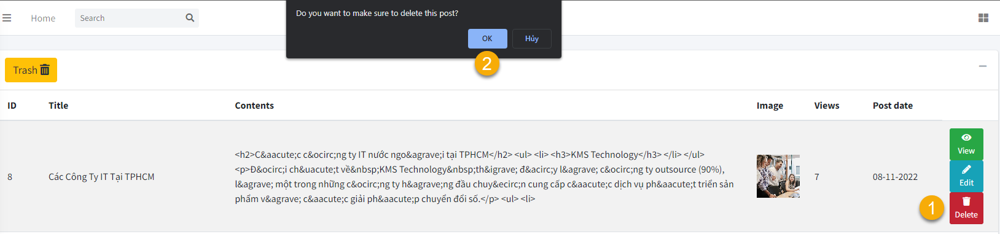 Do you want to make sure to delete this post?
Home
Search
OK
Hủy
2
Trash
ID Title Contents Image Views Post date
View
<h2>C&aacute;c c&ocirc;ng ty IT nước ngo&agrave;i tại TPHCM</h2> <ul> <li> <h3>KMS Technology</h3> </li> </ul>
<p>Đ&ocirc;i ch&uacute;t về&nbsp;KMS Technology&nbsp;th&igrave; đ&acirc;y l&agrave; c&ocirc;ng ty outsource (90%),
8 Các Công Ty IT Tại TPHCM 7 08-11-2022
Edit
l&agrave; một trong những c&ocirc;ng ty h&agrave;ng đầu chuy&ecirc;n cung cấp c&aacute;c dịch vụ ph&aacute;t triển sản
phẩm v&agrave; c&aacute;c giải ph&aacute;p chuyển đổi số.</p> <ul> <li>
1
Delete